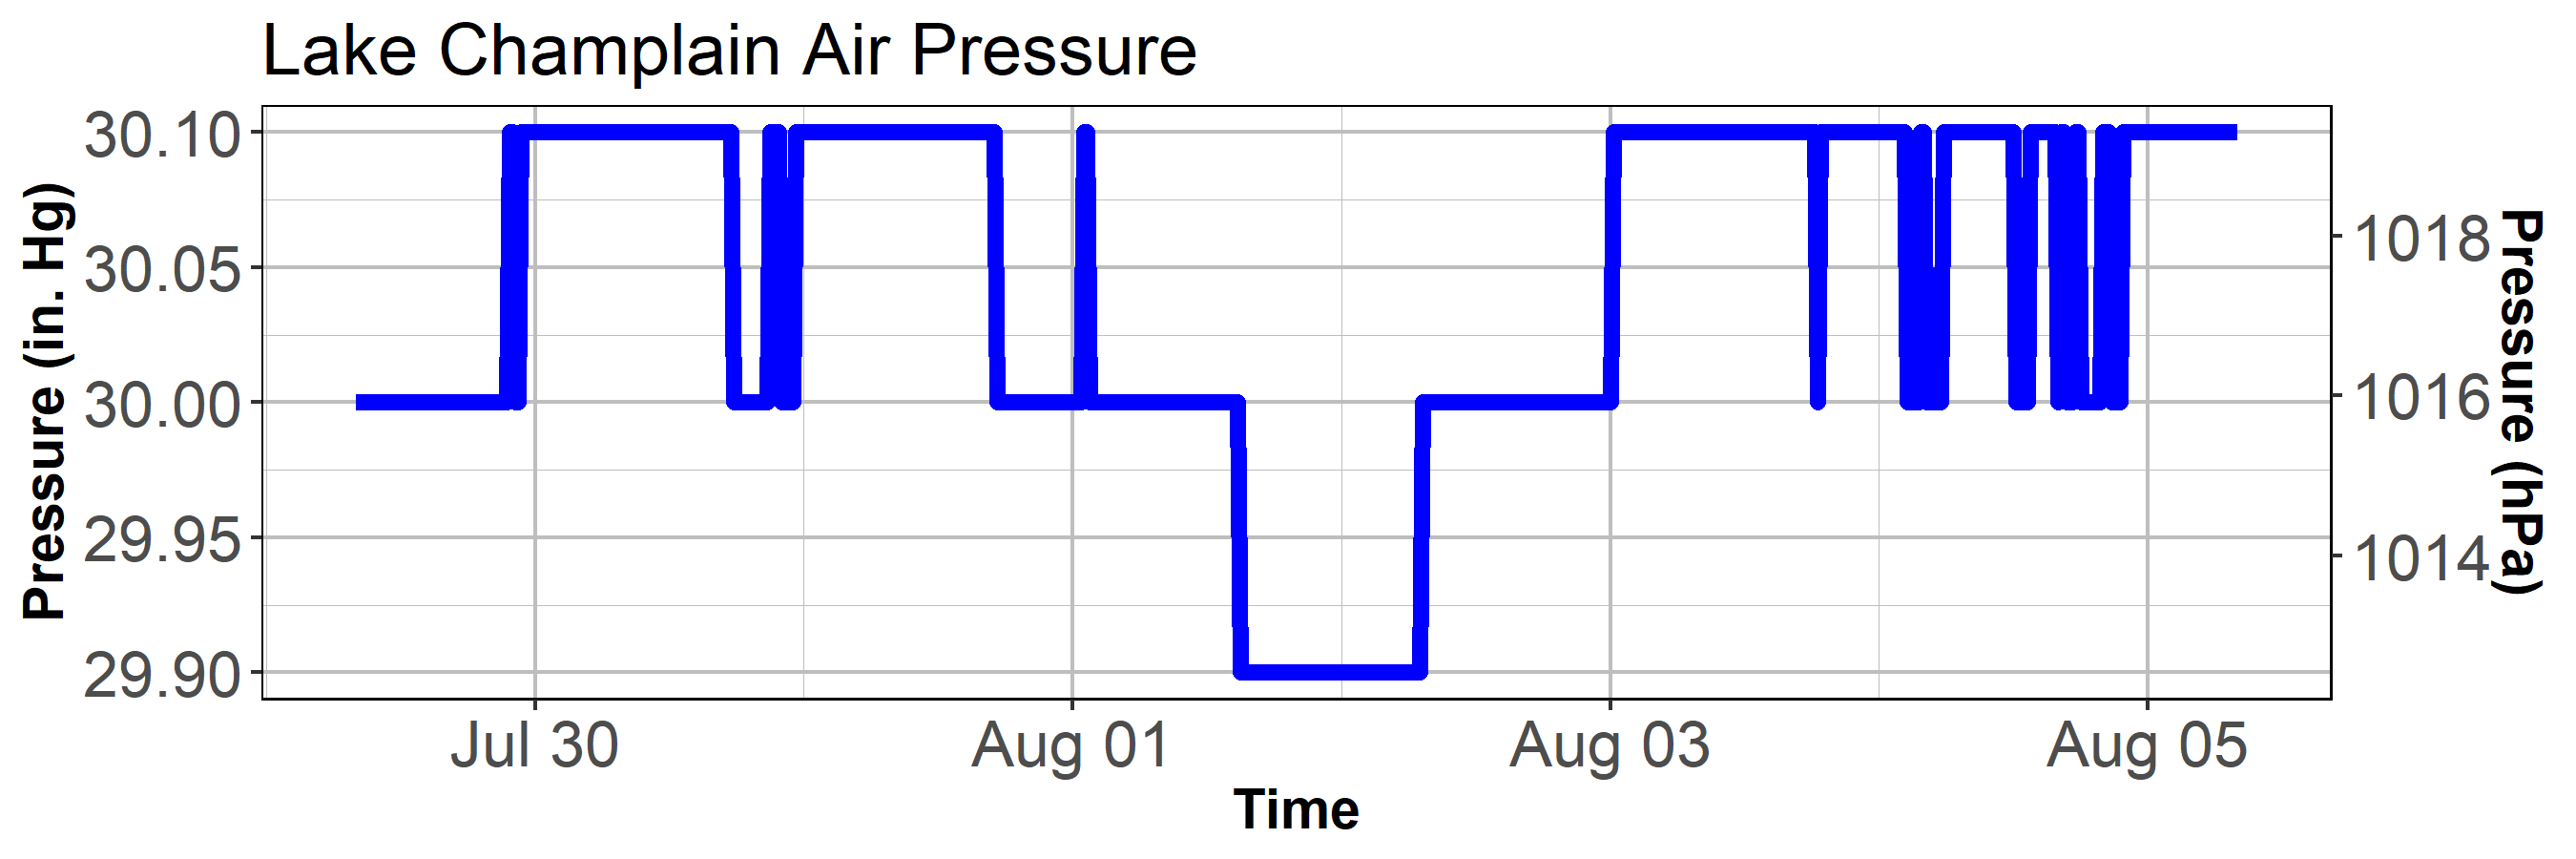 Lake Champlain Air Pressure
30.10
30.05
30.00
29.95
29.90
Pressure (in. Hg)
1018
1016
1014
Pressure (hPa)
Jul 30
Aug 01
Aug 03
Aug 05
Time